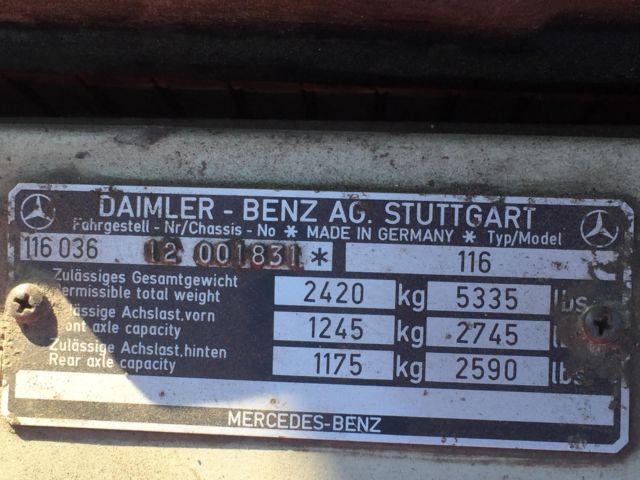 DAIMLER - BENZ AG. STUTTGART
Fahrgestell - Nr/Chassis - No * MADE IN GERMANY * Typ/Model
116 036 12 001831 * 116
Zulässiges Gesamtgewicht
permissible total weight 2420 kg 5335 lbs
Zulässige Achslast, vorn
axle capacity 1245 kg 2745
Zulässige Achslast, hinten
Rear axle capacity 1175 kg 2590 lbs
MERCEDES-BENZ